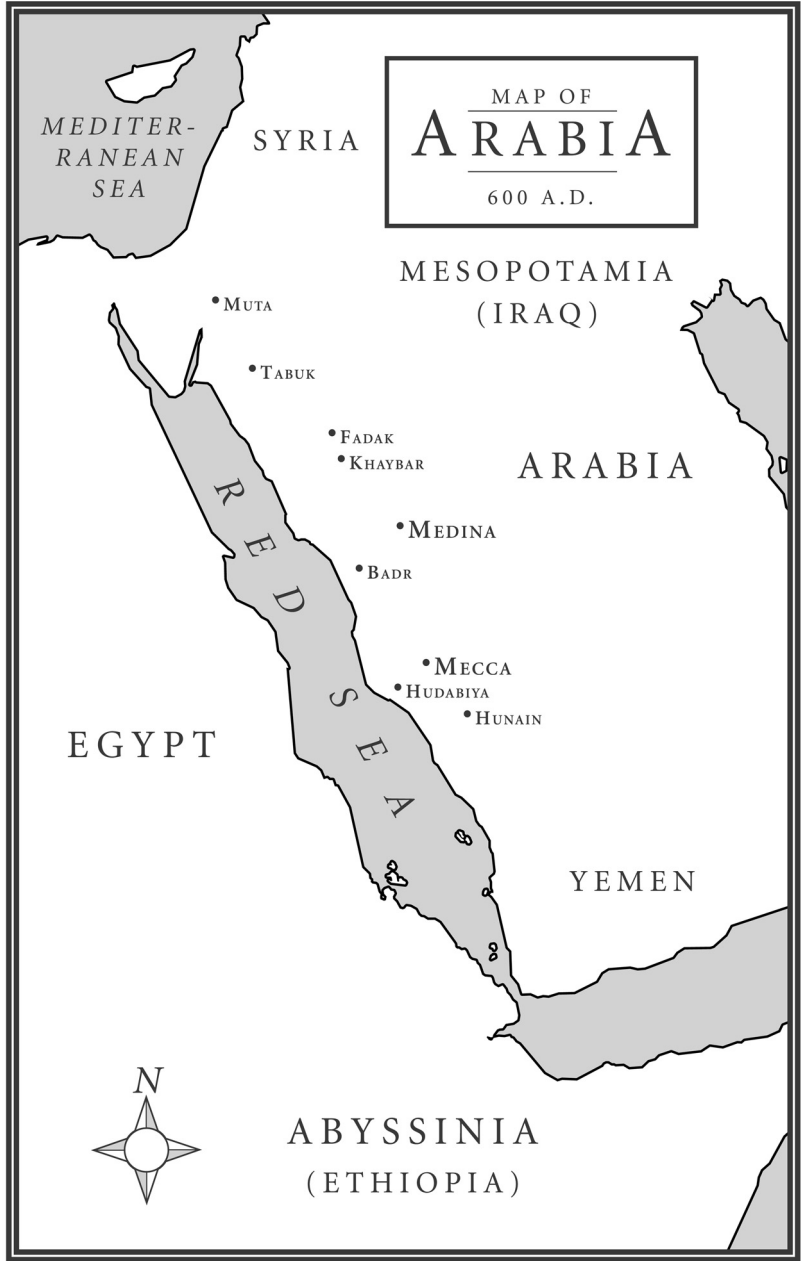 MAP OF
ARABIA
600 A.D.
MEDITER-
RANEAN
SEA
SYRIA
MESOPOTAMIA
(IRAQ)
MUTA
TABUK
FADAK
KHAYBAR
ARABIA
MEDINA
BADR
RED SEA
MECCA
HUDABIYA
HUNAIN
EGYPT
YEMEN
N
ABYSSINIA
(ETHIOPIA)